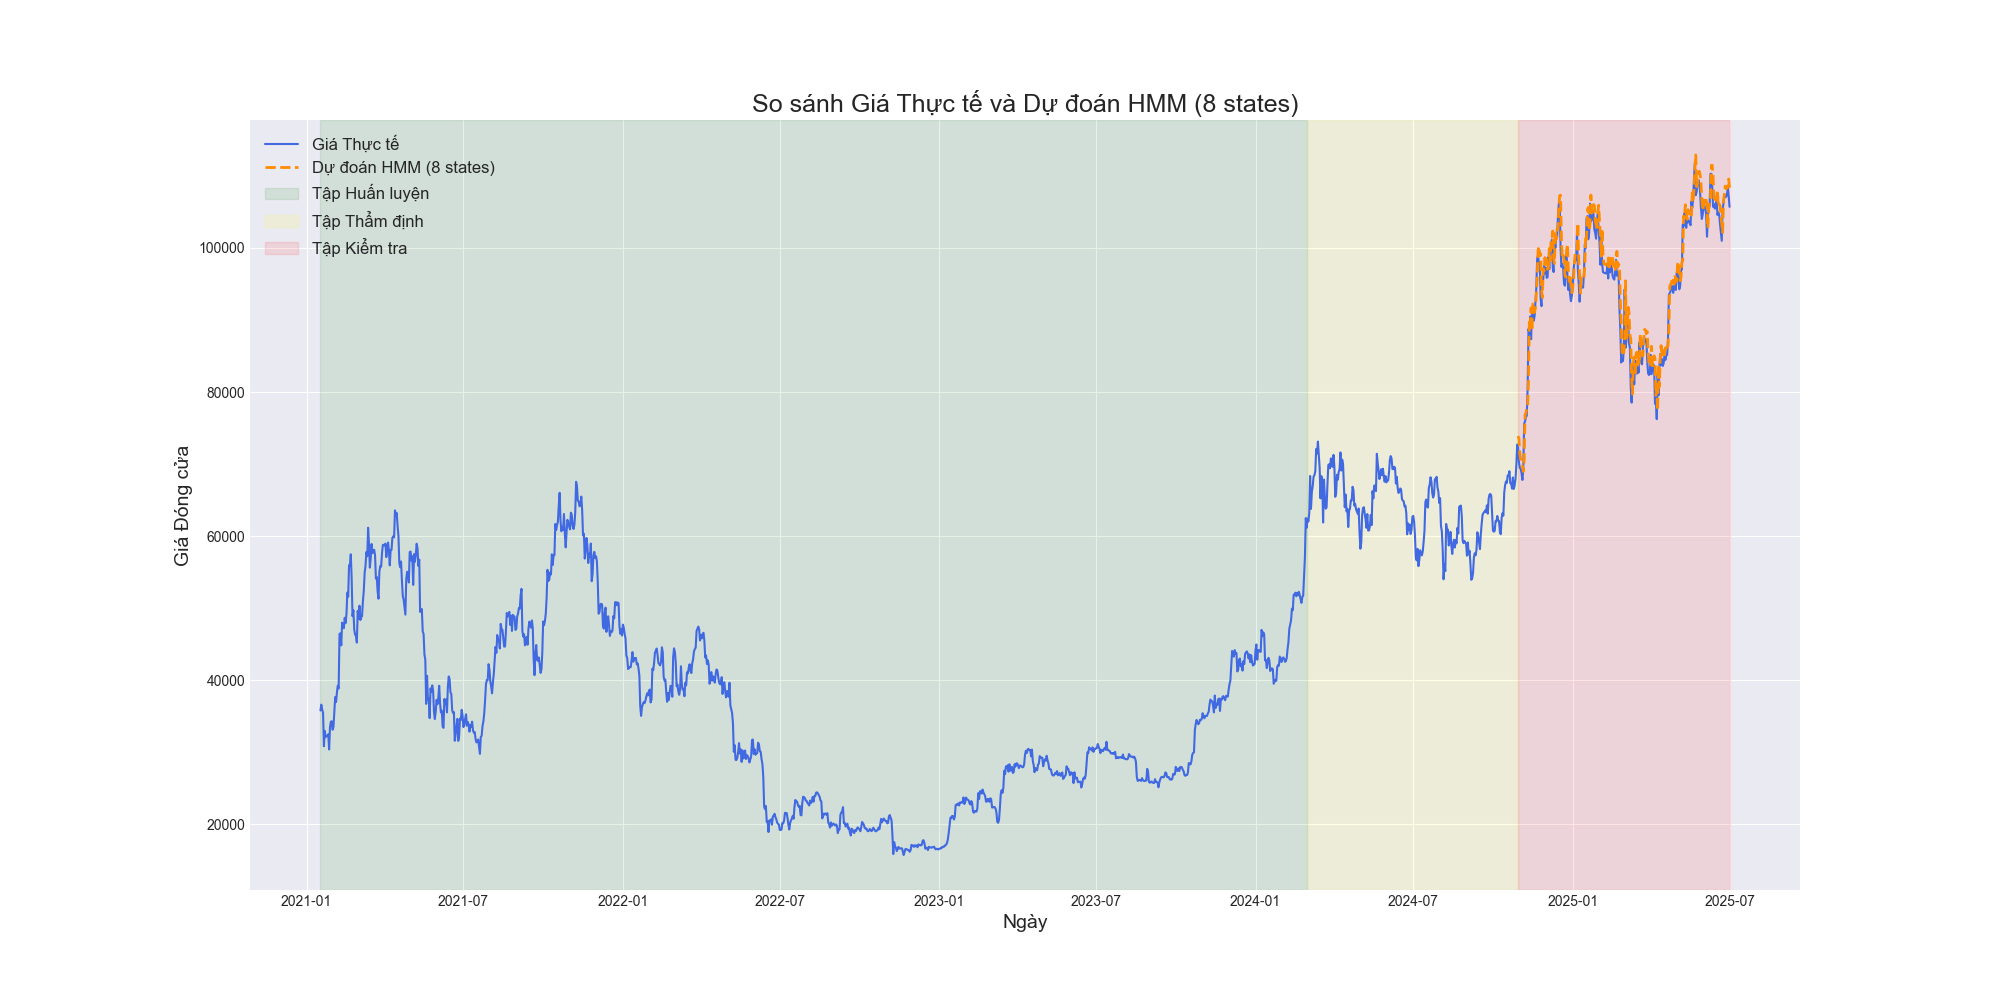 So sánh Giá Thực tế và Dự đoán HMM (8 states)
Giá Thực tế
Dự đoán HMM (8 states)
Tập Huấn luyện
Tập Thẩm định
Tập Kiểm tra
Giá Đóng cửa
100000
80000
60000
40000
20000
2021-01
2021-07
2022-01
2022-07
2023-01
2023-07
2024-01
2024-07
2025-01
2025-07
Ngày